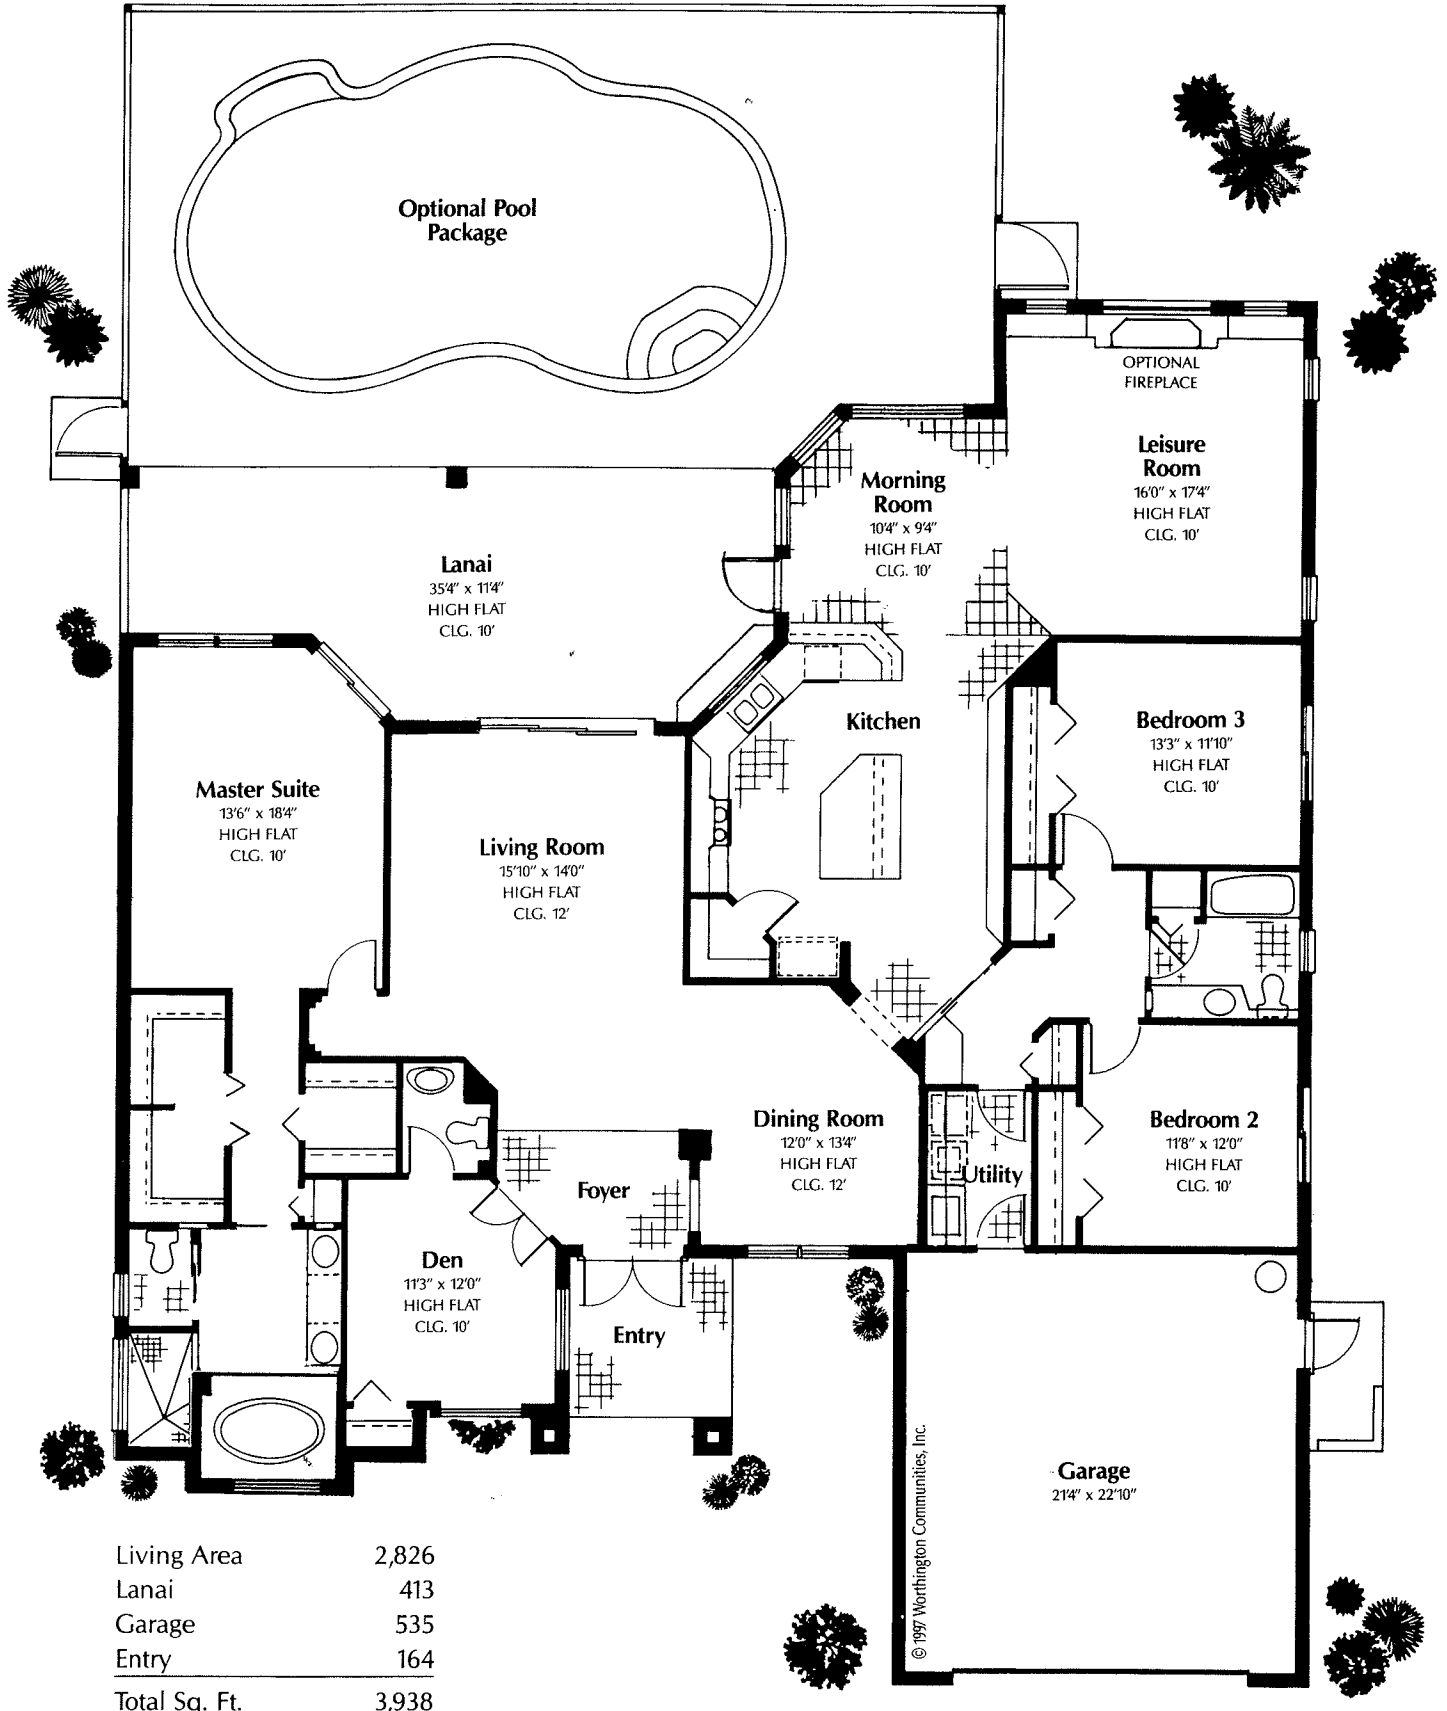 Optional Pool
Package
OPTIONAL
FIREPLACE
Leisure
Room
16'0" x 17'4"
HIGH FLAT
CLG. 10'
Morning
Room
10'4" x 9'4"
HIGH FLAT
CLG. 10'
Lanai
35'4" x 11'4"
HIGH FLAT
CLG. 10'
Kitchen
Bedroom 3
13'3" x 11'10"
HIGH FLAT
CLG. 10'
Master Suite
13'6" x 18'4"
HIGH FLAT
CLG. 10'
Living Room
15'10" x 14'0"
HIGH FLAT
CLG. 12'
Dining Room
12'0" x 13'4"
HIGH FLAT
CLG. 12'
Bedroom 2
11'8" x 12'0"
HIGH FLAT
CLG. 10'
Utility
Foyer
Den
11'3" x 12'0"
HIGH FLAT
CLG. 10'
Entry
Garage
21'4" x 22'10"
© 1997 Worthington Communities, Inc.
Living Area 2,826
Lanai 413
Garage 535
Entry 164
Total Sq. Ft. 3,938